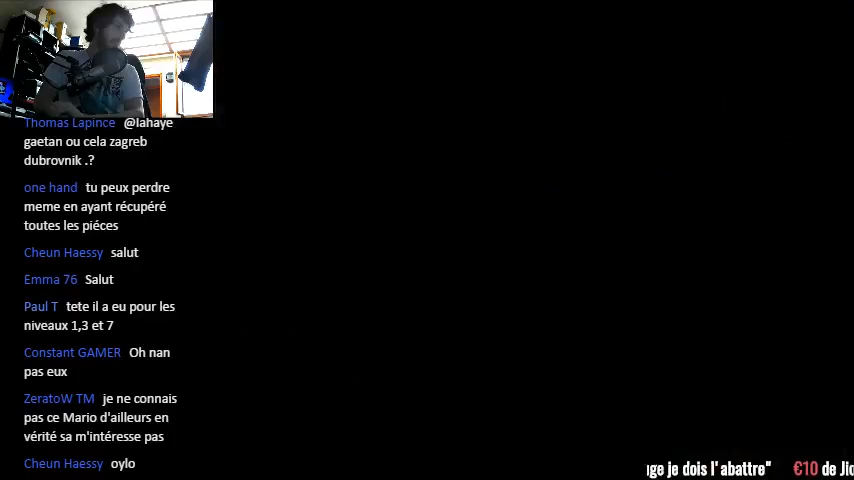 Thomas Lapince @lahaye
gaetan ou cela zagreb
dubrovnik .?
one hand tu peux perdre
meme en ayant récupéré
toutes les piéces
Cheun Haessy salut
Emma 76 Salut
Paul T tete il a eu pour les
niveaux 1,3 et 7
Constant GAMER Oh nan
pas eux
ZeratoW TM je ne connais
pas ce Mario d'ailleurs en
vérité sa m'intéresse pas
Cheun Haessy oylo
je dois l'abattre" €10 de